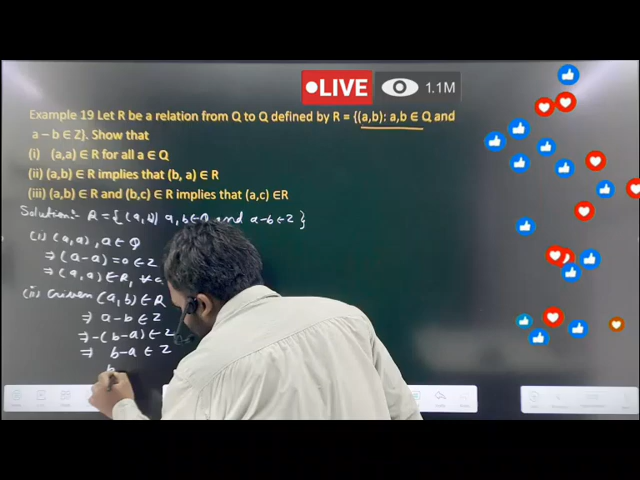 LIVE 1.1M
Example 19 Let R be a relation from Q to Q defined by R = {(a,b): a,b ∈ Q and
a – b ∈ Z}. Show that
(i) (a,a) ∈ R for all a ∈ Q
(ii) (a,b) ∈ R implies that (b, a) ∈ R
(iii) (a,b) ∈ R and (b,c) ∈ R implies that (a,c) ∈R
Solution:- R = { (a,b) a,b∈Q and a-b ∈ Z }
(i) (a,a), a ∈ Q
⇒ (a-a) = 0 ∈ Z
⇒ (a,a) ∈ R,
(ii) Given (a,b) ∈ R
⇒ a-b ∈ Z
⇒ -(b-a) ∈ Z
⇒ b-a ∈ Z